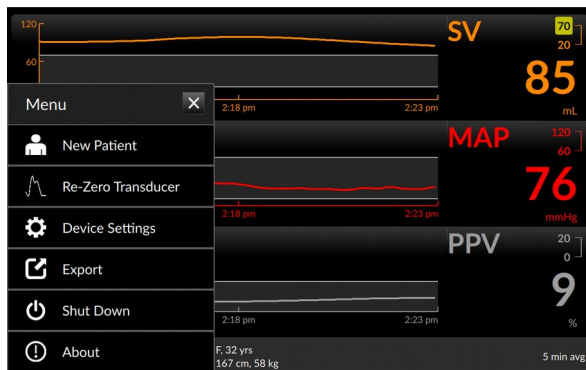 120
60
SV
70
20
85
mL
Menu
2:18 pm
2:23 pm
New Patient
MAP
120
60
Re-Zero Transducer
76
2:18 pm
2:23 pm
mmHg
Device Settings
PPV
20
0
Export
9
Shut Down
2:18 pm
2:23 pm
%
About
F, 32 yrs
167 cm, 58 kg
5 min avg